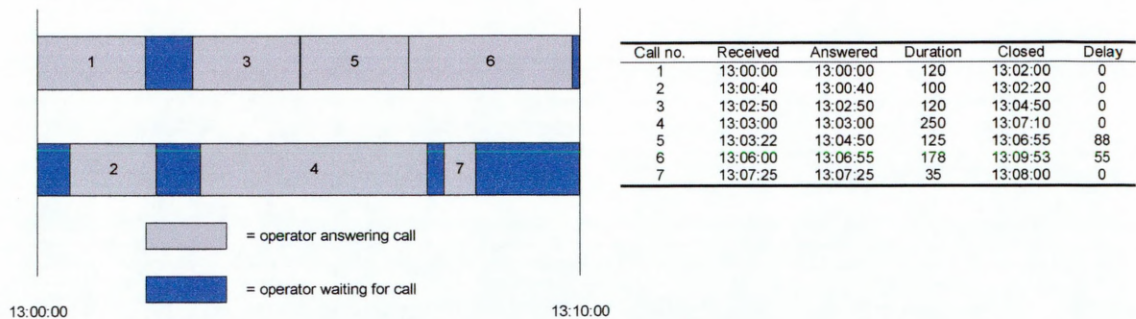 1 3 5 6
2 4 7
= operator answering call
= operator waiting for call
13:00:00 13:10:00
Call no. Received Answered Duration Closed Delay
1 13:00:00 13:00:00 120 13:02:00 0
2 13:00:40 13:00:40 100 13:02:20 0
3 13:02:50 13:02:50 120 13:04:50 0
4 13:03:00 13:03:00 250 13:07:10 0
5 13:03:22 13:04:50 125 13:06:55 88
6 13:06:00 13:06:55 178 13:09:53 55
7 13:07:25 13:07:25 35 13:08:00 0